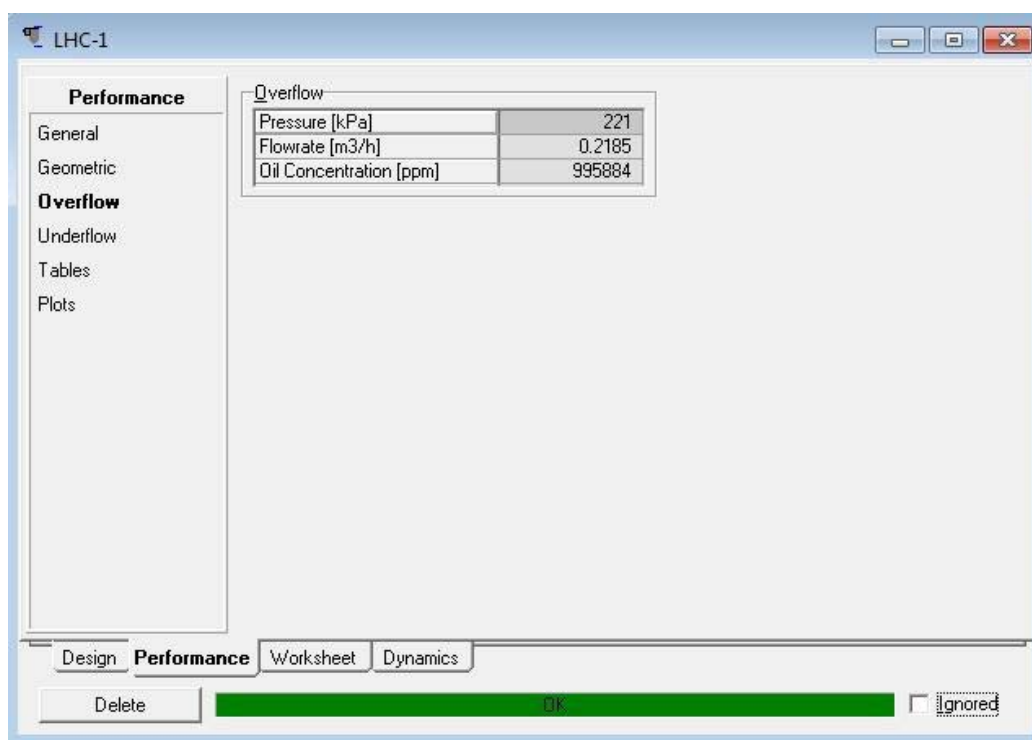 LHC-1
Performance
General
Geometric
Overflow
Underflow
Tables
Plots
Overflow
Pressure [kPa] 221
Flowrate [m3/h] 0.2185
Oil Concentration [ppm] 995884
Design Performance Worksheet Dynamics
Delete OK Ignored